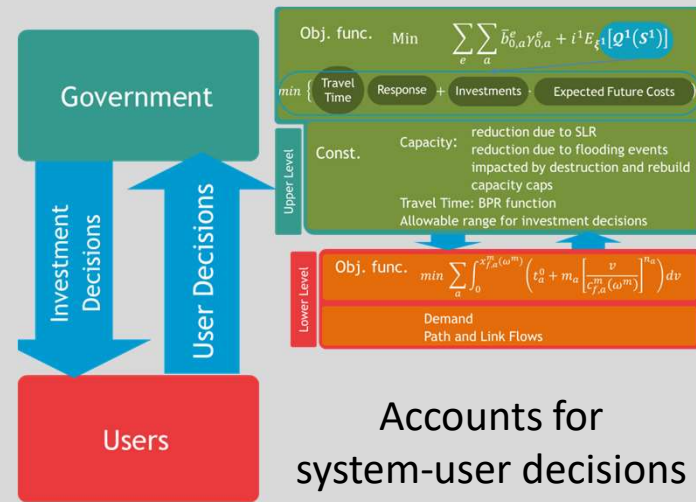 Government
Investment
Decisions
User Decisions
Users
Obj. func. Min ∑_e ∑_a b̄^e_{0,a} γ^e_{0,a} + i^1 E_{ξ^1}[Q^1(S^1)]
min { Travel Time Response + Investments · Expected Future Costs }
Upper Level
Const.
Capacity: reduction due to SLR
reduction due to flooding events
impacted by destruction and rebuild
capacity caps
Travel Time: BPR function
Allowable range for investment decisions
Lower Level
Obj. func. min ∑_a ∫_0^{x^m_{f,a}(ω^m)} (t^0_a + m_a [v / c^m_{f,a}(ω^m)]^{n_a}) dv
Demand
Path and Link Flows
Accounts for
system-user decisions